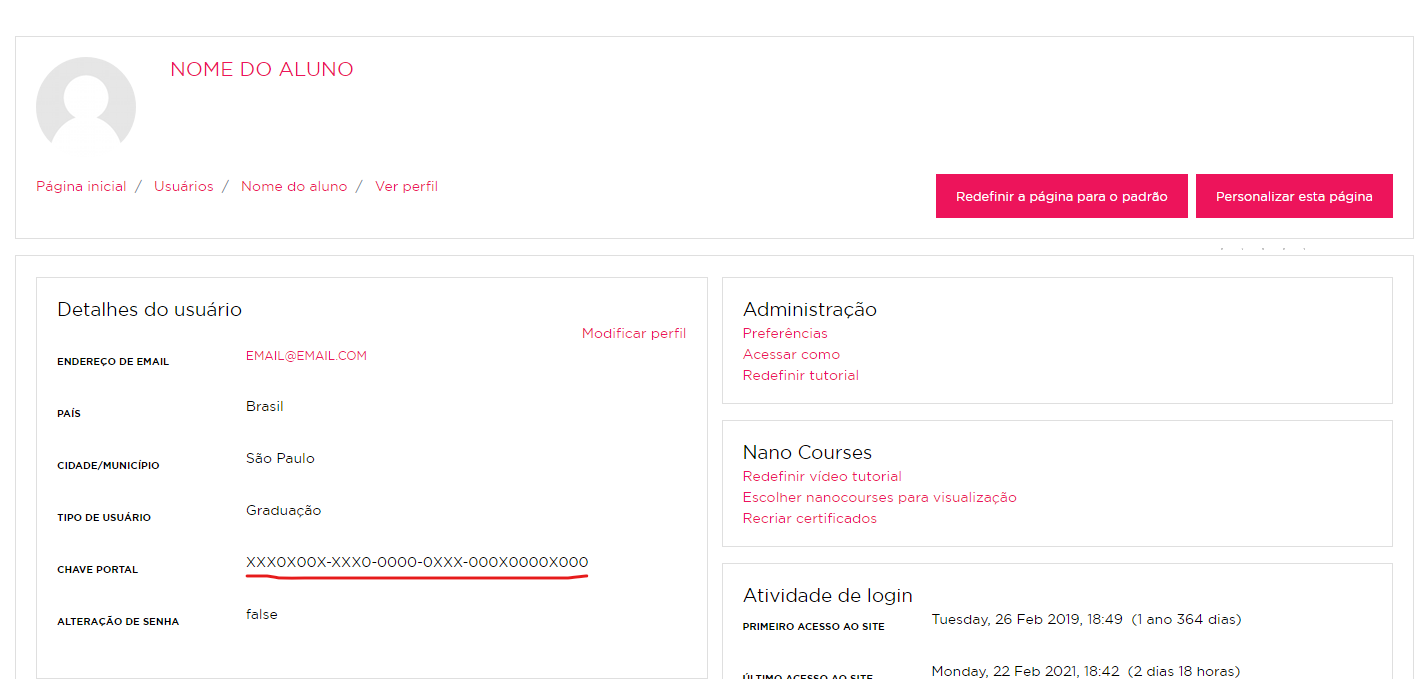 NOME DO ALUNO
Página inicial / Usuários / Nome do aluno / Ver perfil
Redefinir a página para o padrão
Personalizar esta página
Detalhes do usuário
Modificar perfil
ENDEREÇO DE EMAIL EMAIL@EMAIL.COM
PAÍS Brasil
CIDADE/MUNICÍPIO São Paulo
TIPO DE USUÁRIO Graduação
CHAVE PORTAL XXX0X00X-XXX0-0000-0XXX-000X0000X000
ALTERAÇÃO DE SENHA false
Administração
Preferências
Acessar como
Redefinir tutorial
Nano Courses
Redefinir vídeo tutorial
Escolher nanocourses para visualização
Recriar certificados
Atividade de login
PRIMEIRO ACESSO AO SITE Tuesday, 26 Feb 2019, 18:49 (1 ano 364 dias)
ÚLTIMO ACESSO AO SITE Monday, 22 Feb 2021, 18:42 (2 dias 18 horas)